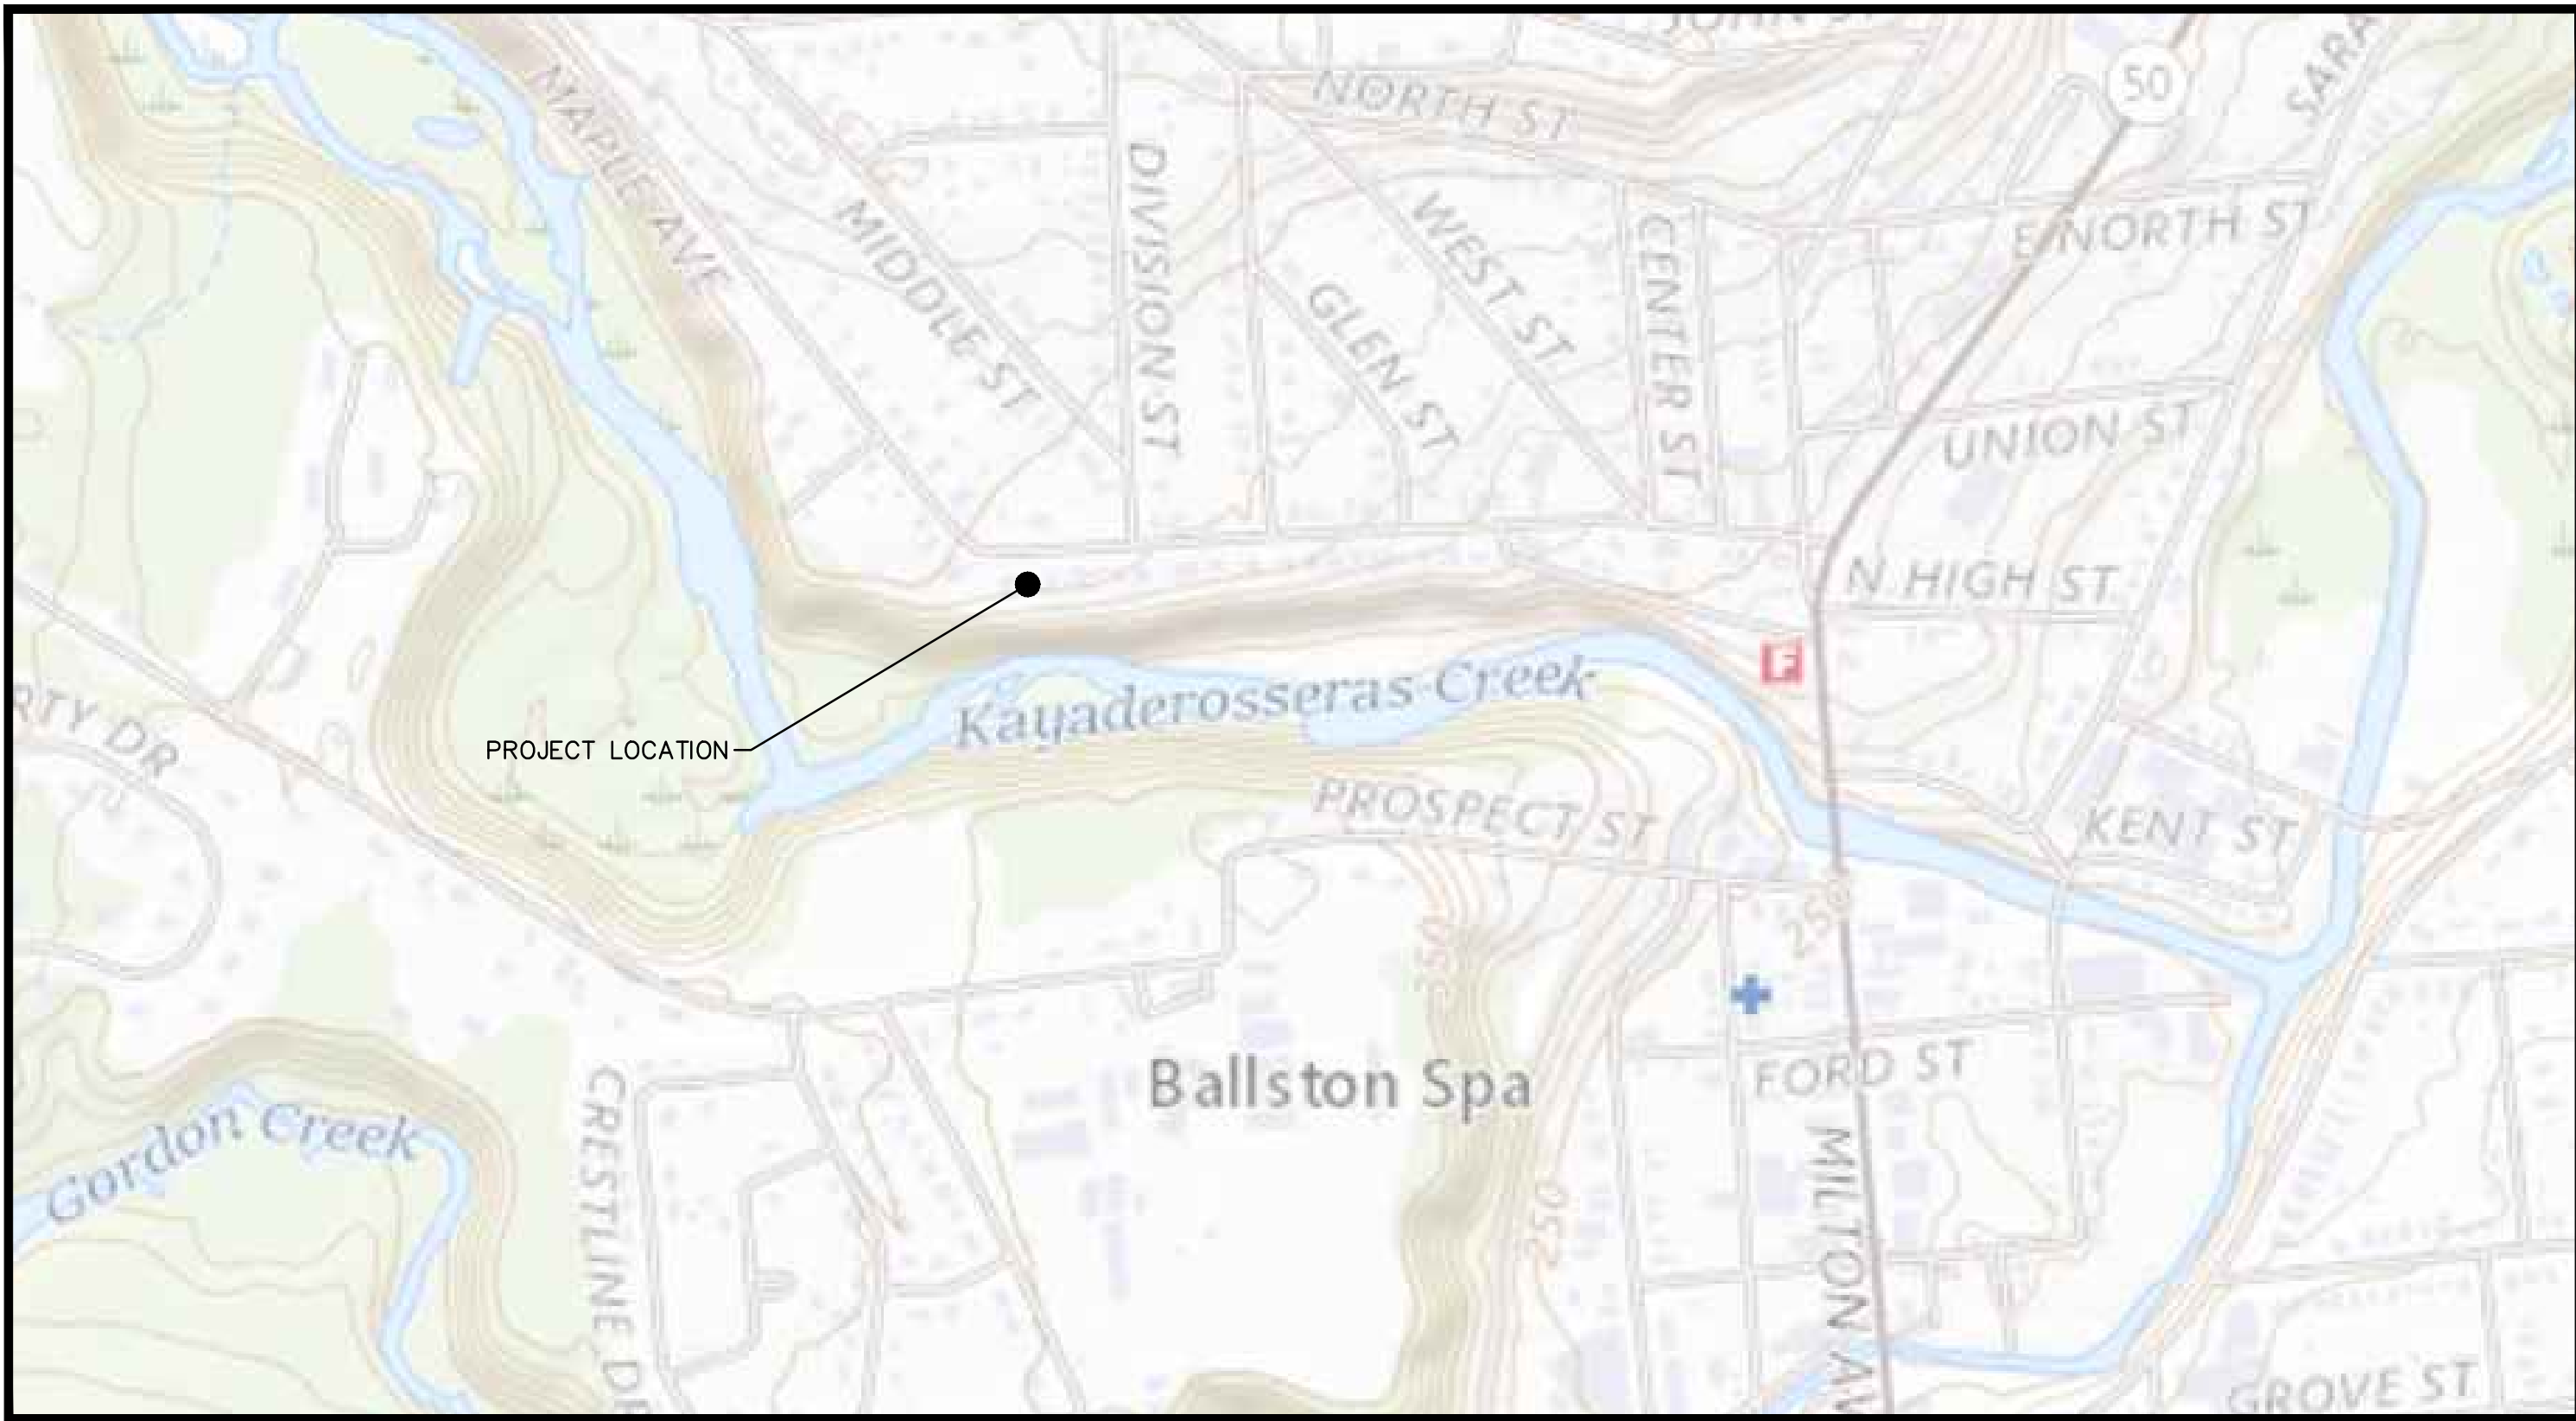 50
NORTH ST
MAPLE AVE
DIVISION ST
MIDDLE ST
WEST ST
CENTER ST
E NORTH ST
GLEN ST
UNION ST
N HIGH ST
F
Kayaderosseras Creek
RTY DR
PROJECT LOCATION
PROSPECT ST
KENT ST
250
Ballston Spa
FORD ST
Gordon Creek
CRESTLINE DR
MILTON AV
250
GROVE ST